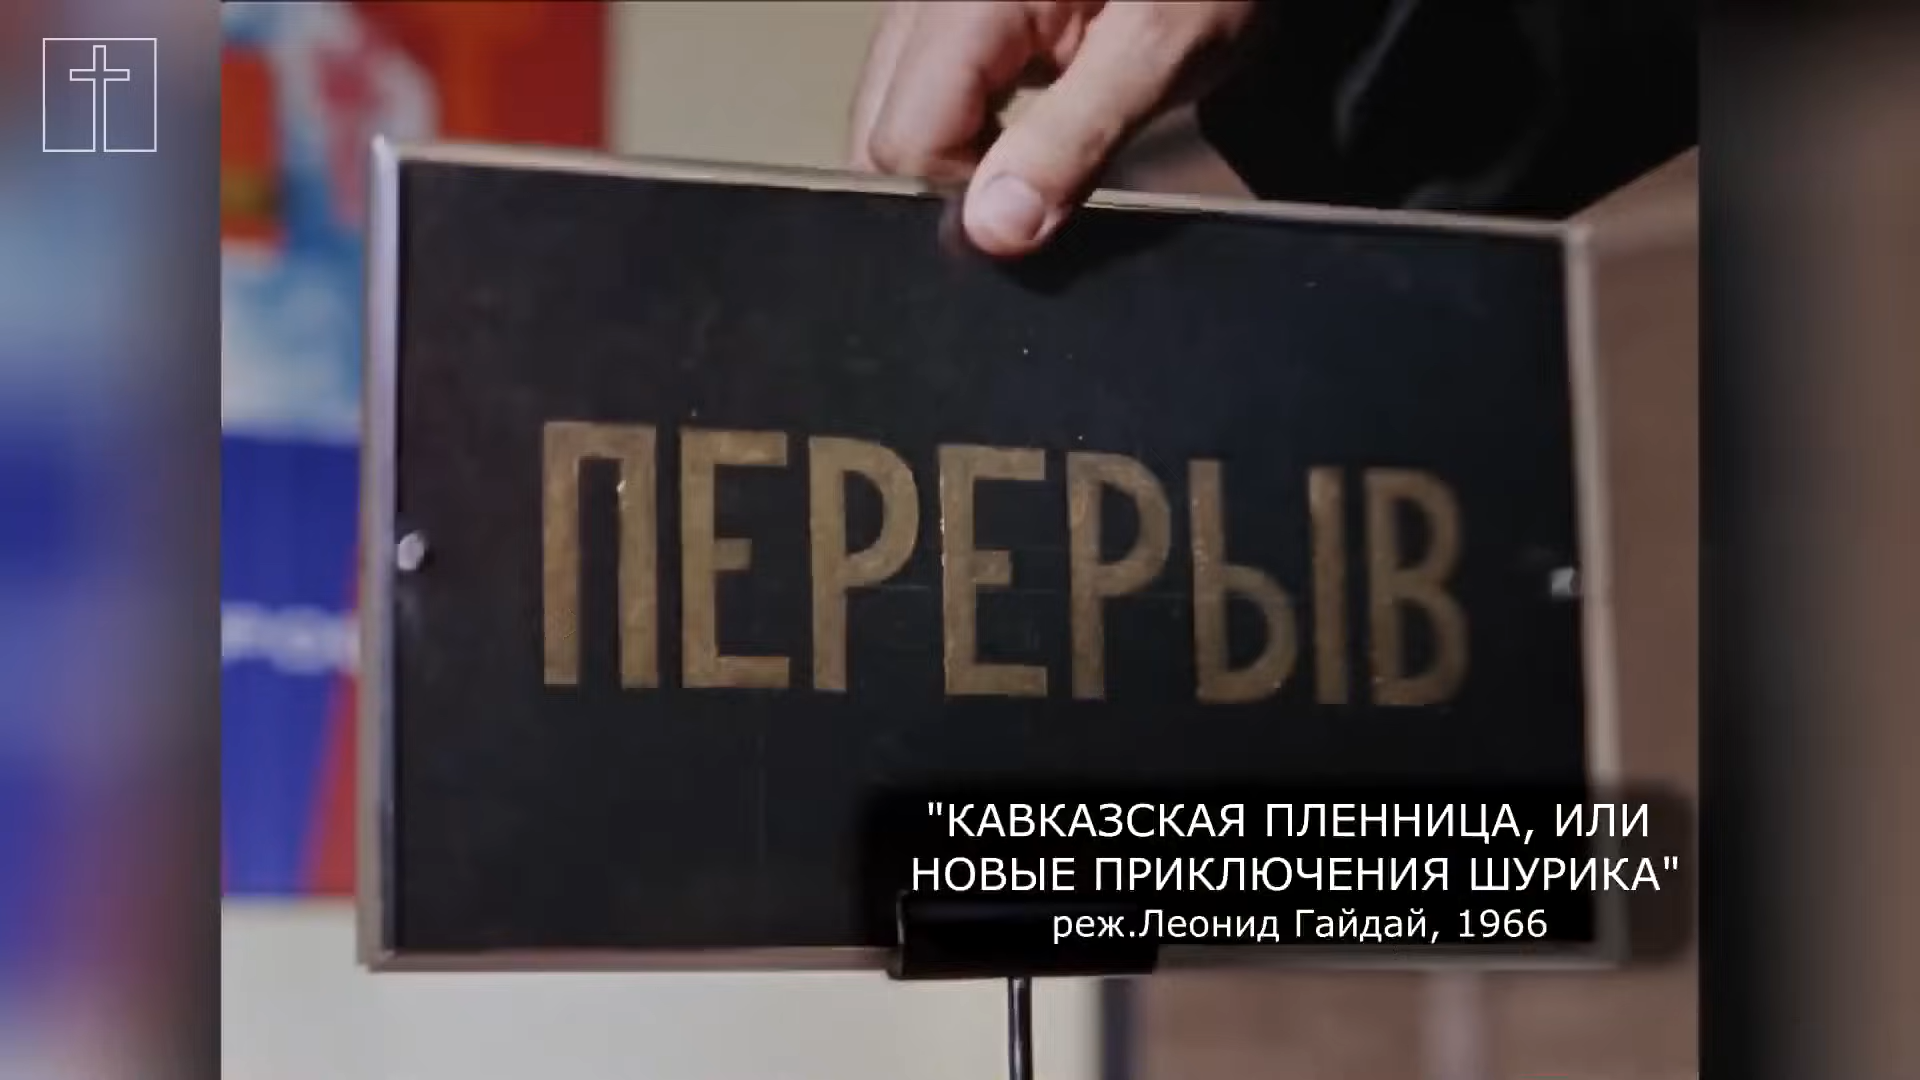 ПЕРЕРЫВ
"КАВКАЗСКАЯ ПЛЕННИЦА, ИЛИ
НОВЫЕ ПРИКЛЮЧЕНИЯ ШУРИКА"
реж.Леонид Гайдай, 1966